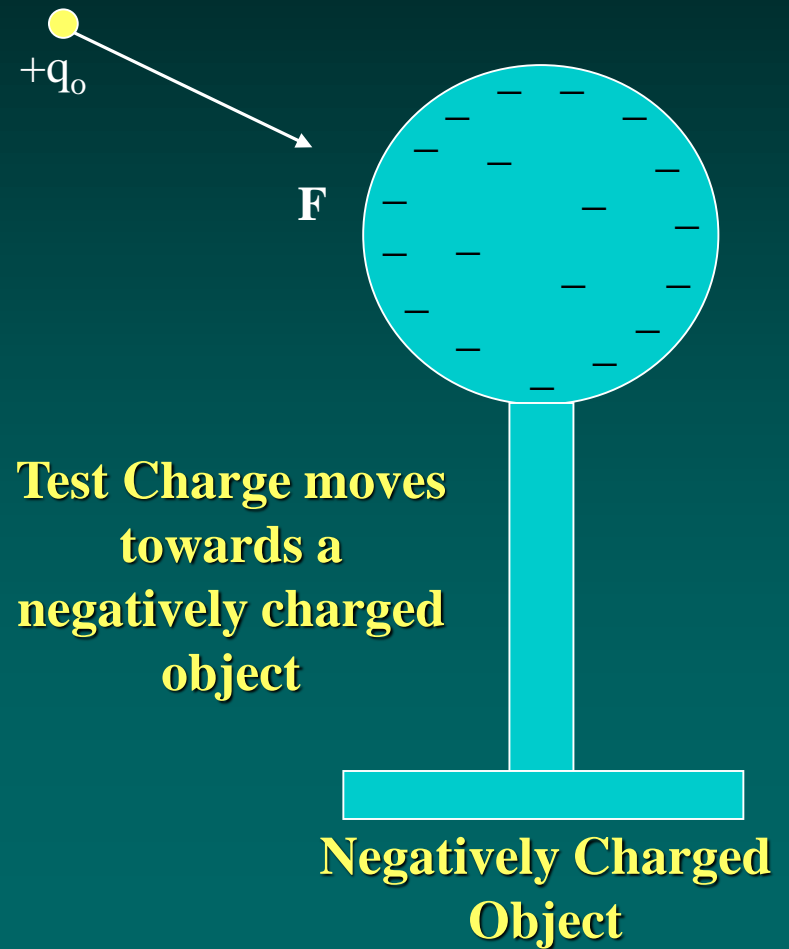 +qₒ
F
Test Charge moves
towards a
negatively charged
object
Negatively Charged
Object